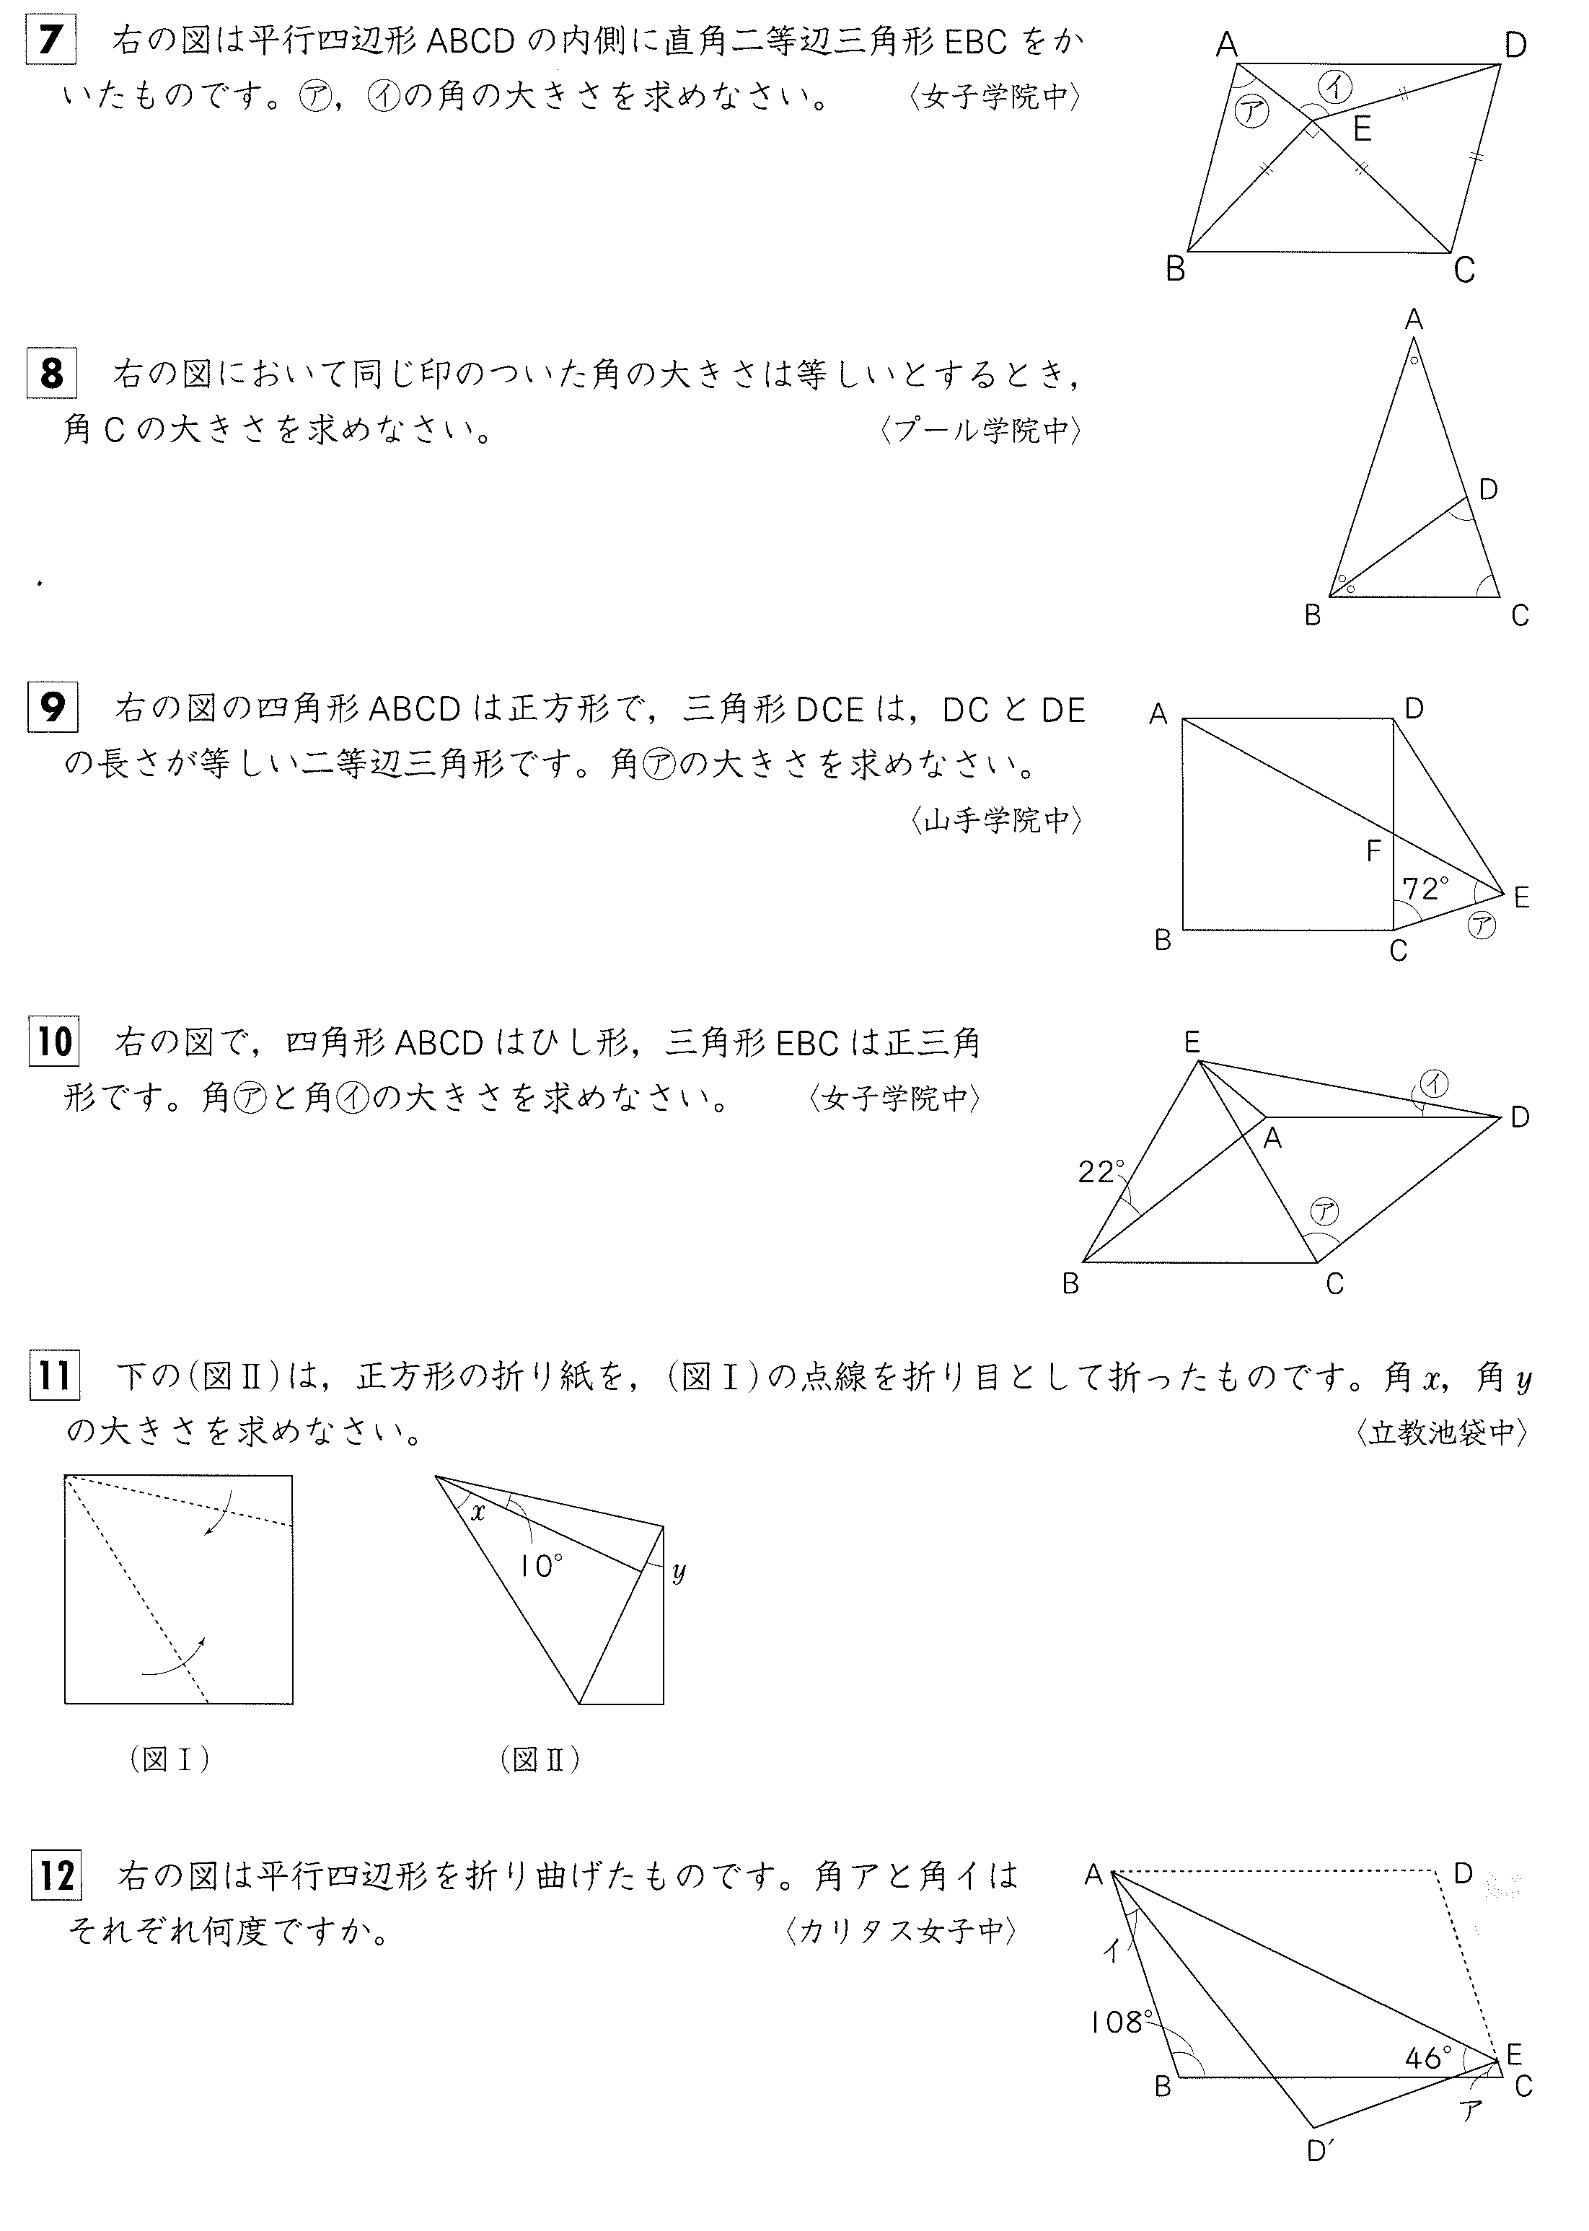 7 右の図は平行四辺形ABCDの内側に直角二等辺三角形EBCをか
いたものです。㋐，㋑の角の大きさを求めなさい。 〈女子学院中〉
A
D
㋑
㋐
E
B
C
8 右の図において同じ印のついた角の大きさは等しいとするとき，
角Cの大きさを求めなさい。 〈プール学院中〉
A
D
B
C
9 右の図の四角形ABCDは正方形で，三角形DCEは，DCとDE
の長さが等しい二等辺三角形です。角㋐の大きさを求めなさい。
〈山手学院中〉
A
D
F
72°
E
㋐
B
C
10 右の図で，四角形ABCDはひし形，三角形EBCは正三角
形です。角㋐と角㋑の大きさを求めなさい。 〈女子学院中〉
E
㋑
D
A
22°
㋐
B
C
11 下の(図Ⅱ)は，正方形の折り紙を，(図Ⅰ)の点線を折り目として折ったものです。角x，角y
の大きさを求めなさい。 〈立教池袋中〉
x
10°
y
(図Ⅰ)
(図Ⅱ)
12 右の図は平行四辺形を折り曲げたものです。角アと角イは
それぞれ何度ですか。 〈カリタス女子中〉
A
D
イ
108°
46°
E
B
C
ア
D′